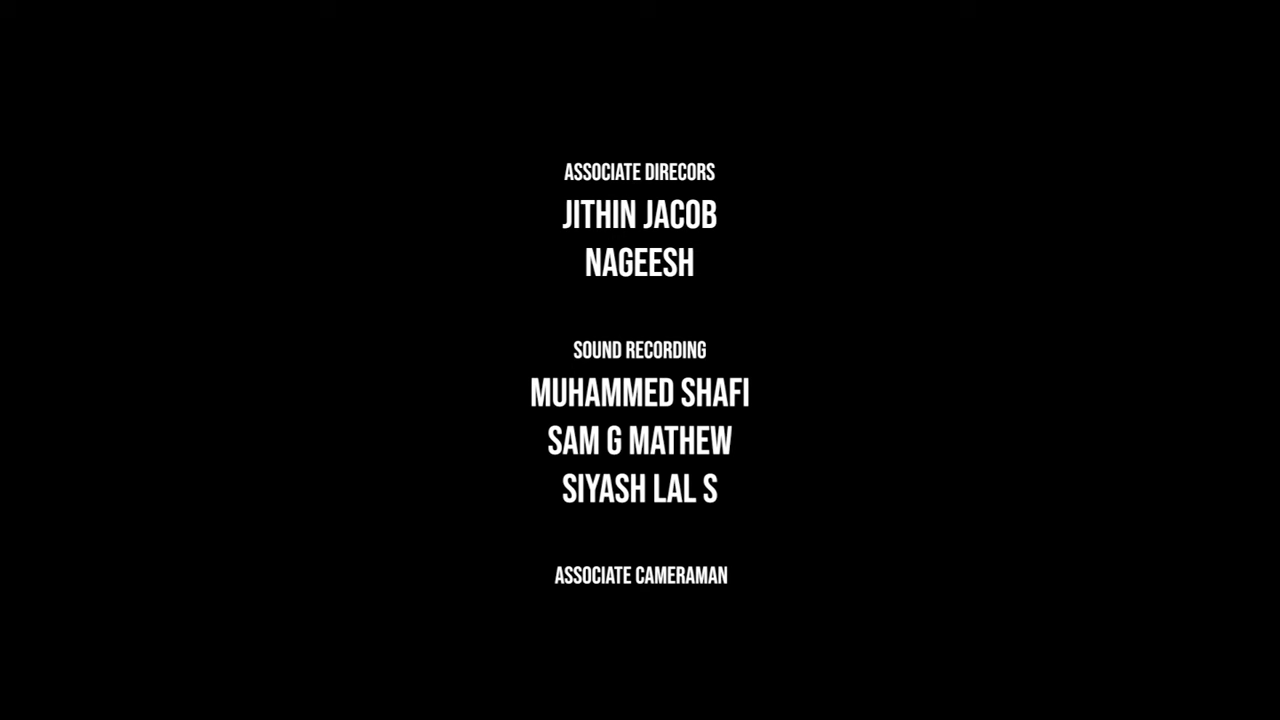 ASSOCIATE DIRECORS
JITHIN JACOB
NAGEESH
SOUND RECORDING
MUHAMMED SHAFI
SAM G MATHEW
SIYASH LAL S
ASSOCIATE CAMERAMAN